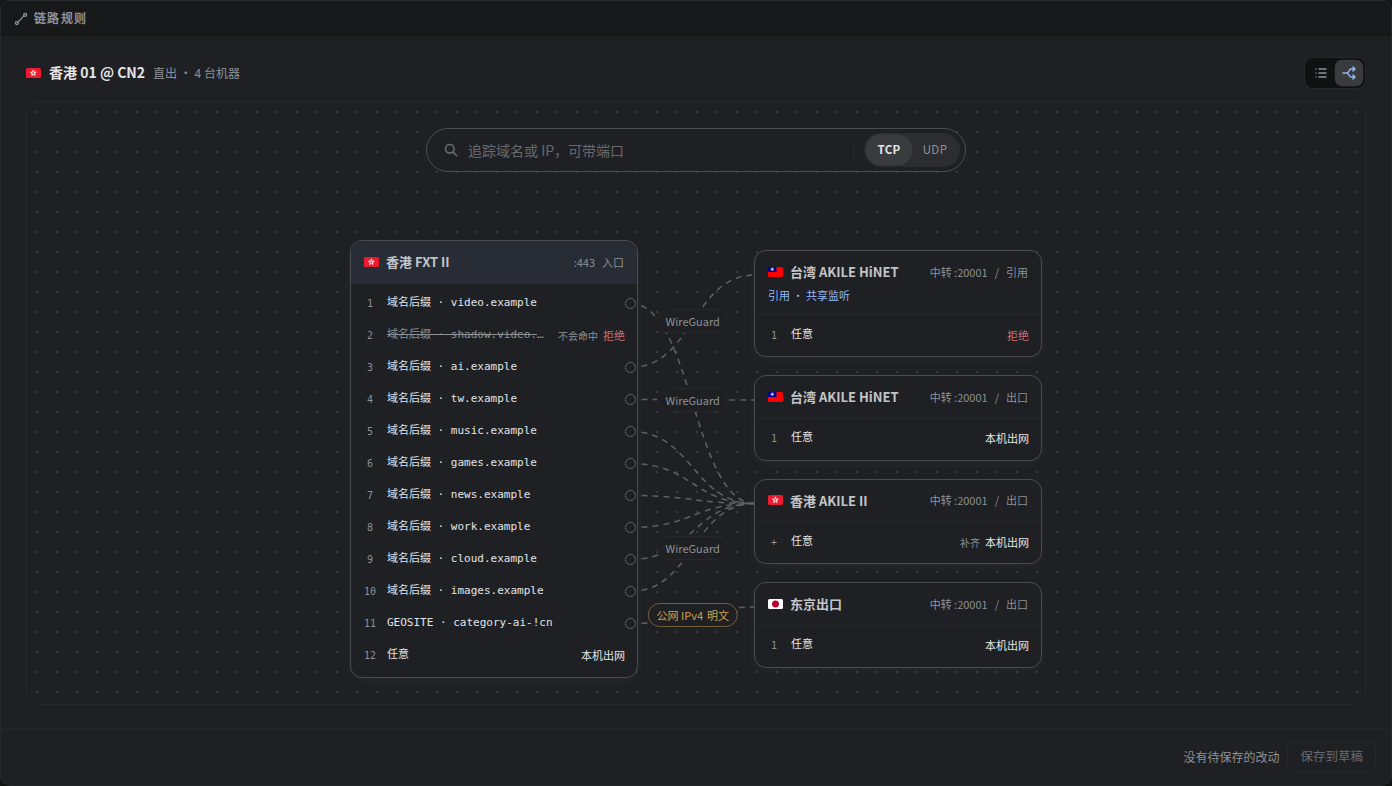 链路规则
香港 01 @ CN2 直出 · 4 台机器
追踪域名或 IP，可带端口 TCP UDP
香港 FXT II :443 入口
1 域名后缀 · video.example
2 域名后缀 · shadow.video.… 不会命中 拒绝
3 域名后缀 · ai.example
4 域名后缀 · tw.example
5 域名后缀 · music.example
6 域名后缀 · games.example
7 域名后缀 · news.example
8 域名后缀 · work.example
9 域名后缀 · cloud.example
10 域名后缀 · images.example
11 GEOSITE · category-ai-!cn
12 任意 本机出网
WireGuard
WireGuard
WireGuard
公网 IPv4 明文
台湾 AKILE HiNET 中转 :20001 / 引用
引用 · 共享监听
1 任意 拒绝
台湾 AKILE HiNET 中转 :20001 / 出口
1 任意 本机出网
香港 AKILE II 中转 :20001 / 出口
+ 任意 补齐 本机出网
东京出口 中转 :20001 / 出口
1 任意 本机出网
没有待保存的改动 保存到草稿